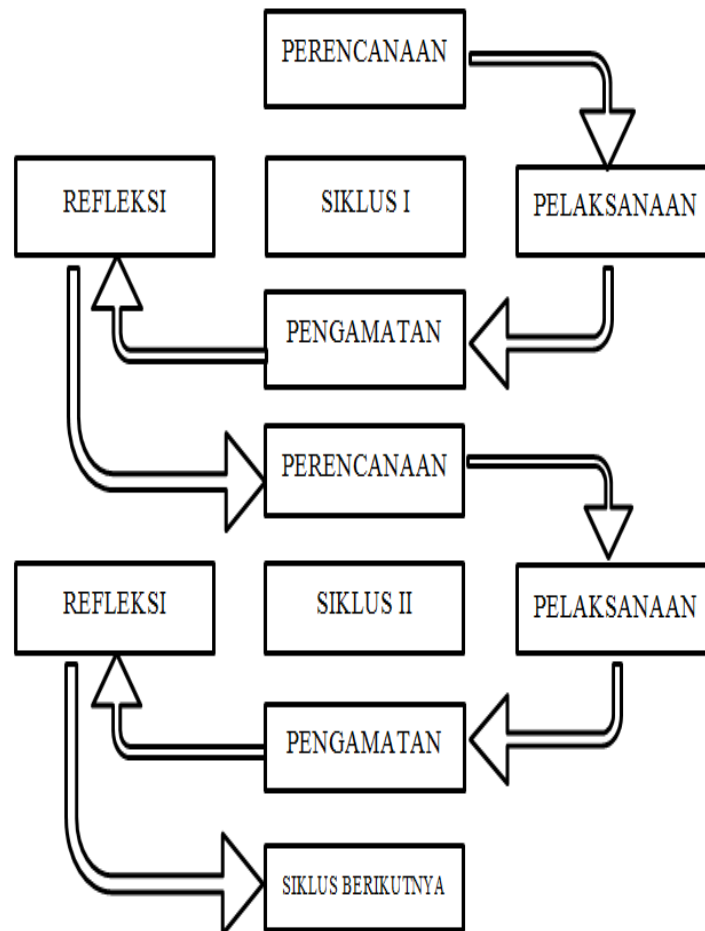 PERENCANAAN
REFLEKSI
SIKLUS I
PELAKSANAAN
PENGAMATAN
PERENCANAAN
REFLEKSI
SIKLUS II
PELAKSANAAN
PENGAMATAN
SIKLUS BERIKUTNYA